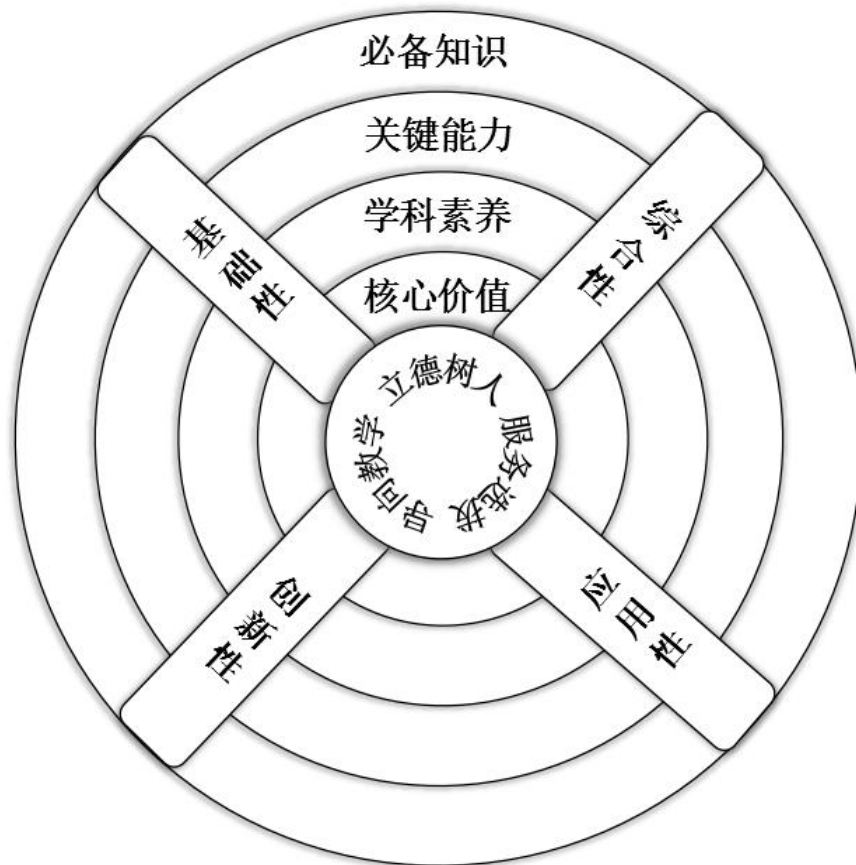 必备知识
关键能力
学科素养
核心价值
基础性
综合性
立德树人
服务选拔
导向教学
创新性
应用性